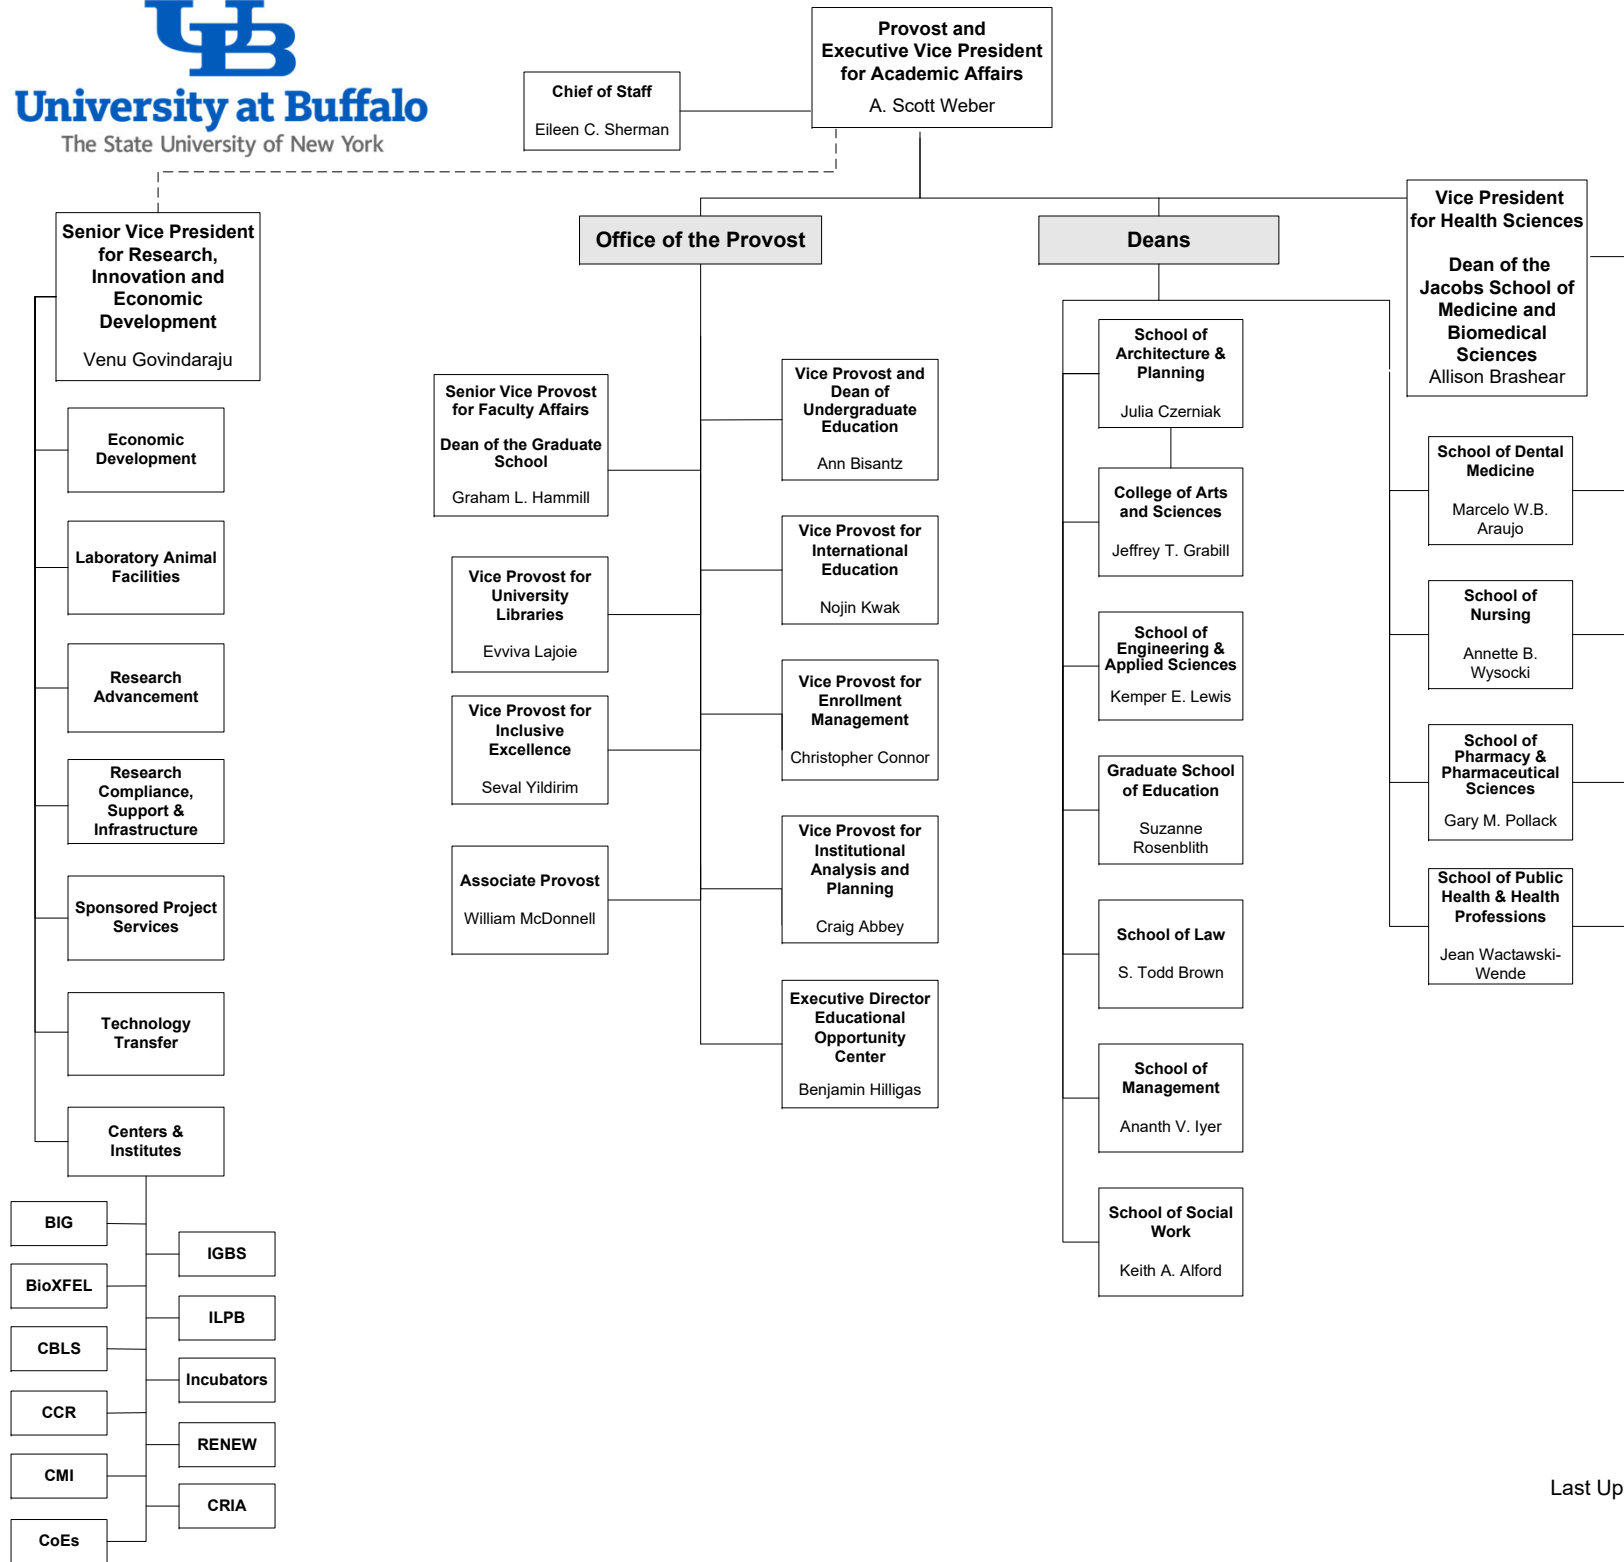 UB
University at Buffalo
The State University of New York
Provost and
Executive Vice President
for Academic Affairs
A. Scott Weber
Chief of Staff
Eileen C. Sherman
Senior Vice President
for Research,
Innovation and
Economic
Development
Venu Govindaraju
Economic
Development
Laboratory Animal
Facilities
Research
Advancement
Research
Compliance,
Support &
Infrastructure
Sponsored Project
Services
Technology
Transfer
Centers &
Institutes
BIG
IGBS
BioXFEL
ILPB
CBLS
Incubators
CCR
RENEW
CMI
CRIA
CoEs
Office of the Provost
Senior Vice Provost
for Faculty Affairs
Dean of the Graduate
School
Graham L. Hammill
Vice Provost for
University
Libraries
Evviva Lajoie
Vice Provost for
Inclusive
Excellence
Seval Yildirim
Associate Provost
William McDonnell
Vice Provost and
Dean of
Undergraduate
Education
Ann Bisantz
Vice Provost for
International
Education
Nojin Kwak
Vice Provost for
Enrollment
Management
Christopher Connor
Vice Provost for
Institutional
Analysis and
Planning
Craig Abbey
Executive Director
Educational
Opportunity
Center
Benjamin Hilligas
Deans
School of
Architecture &
Planning
Julia Czerniak
College of Arts
and Sciences
Jeffrey T. Grabill
School of
Engineering &
Applied Sciences
Kemper E. Lewis
Graduate School
of Education
Suzanne
Rosenblith
School of Law
S. Todd Brown
School of
Management
Ananth V. Iyer
School of Social
Work
Keith A. Alford
Vice President
for Health Sciences
Dean of the
Jacobs School of
Medicine and
Biomedical
Sciences
Allison Brashear
School of Dental
Medicine
Marcelo W.B.
Araujo
School of
Nursing
Annette B.
Wysocki
School of
Pharmacy &
Pharmaceutical
Sciences
Gary M. Pollack
School of Public
Health & Health
Professions
Jean Wactawski-
Wende
Last Up